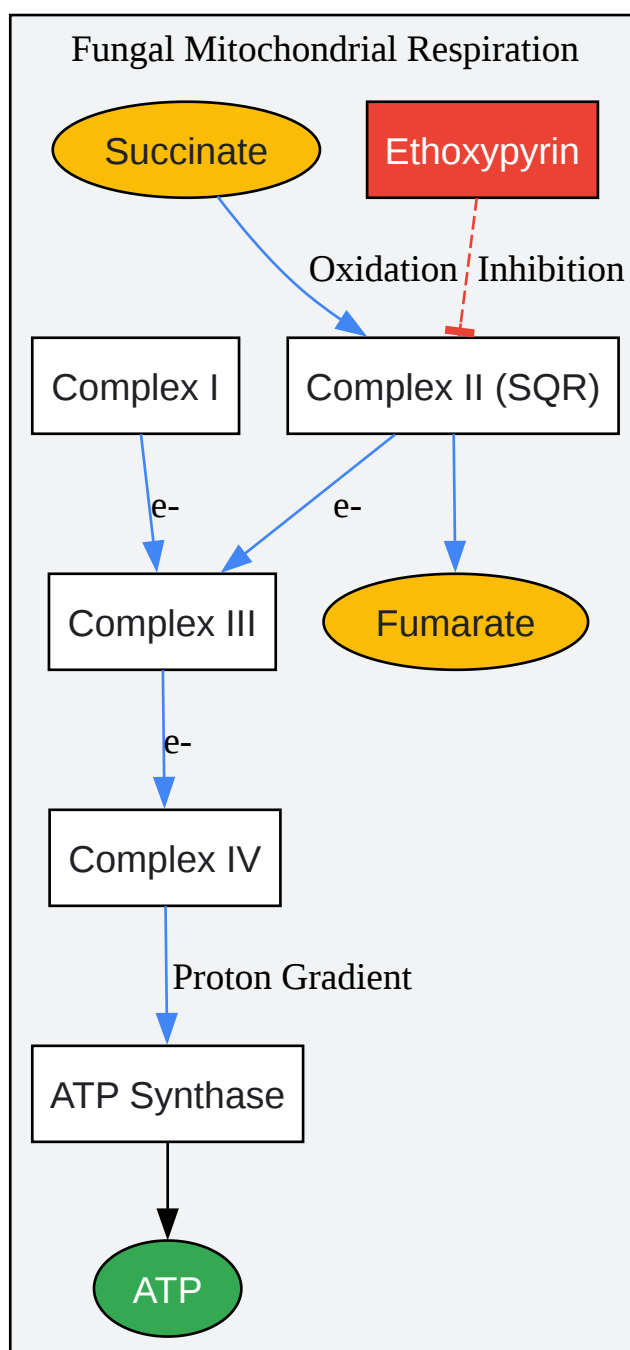 Fungal Mitochondrial Respiration
Succinate
Ethoxypyrin
Oxidation
Inhibition
Complex I
Complex II (SQR)
e-
e-
Complex III
Fumarate
e-
Complex IV
Proton Gradient
ATP Synthase
ATP